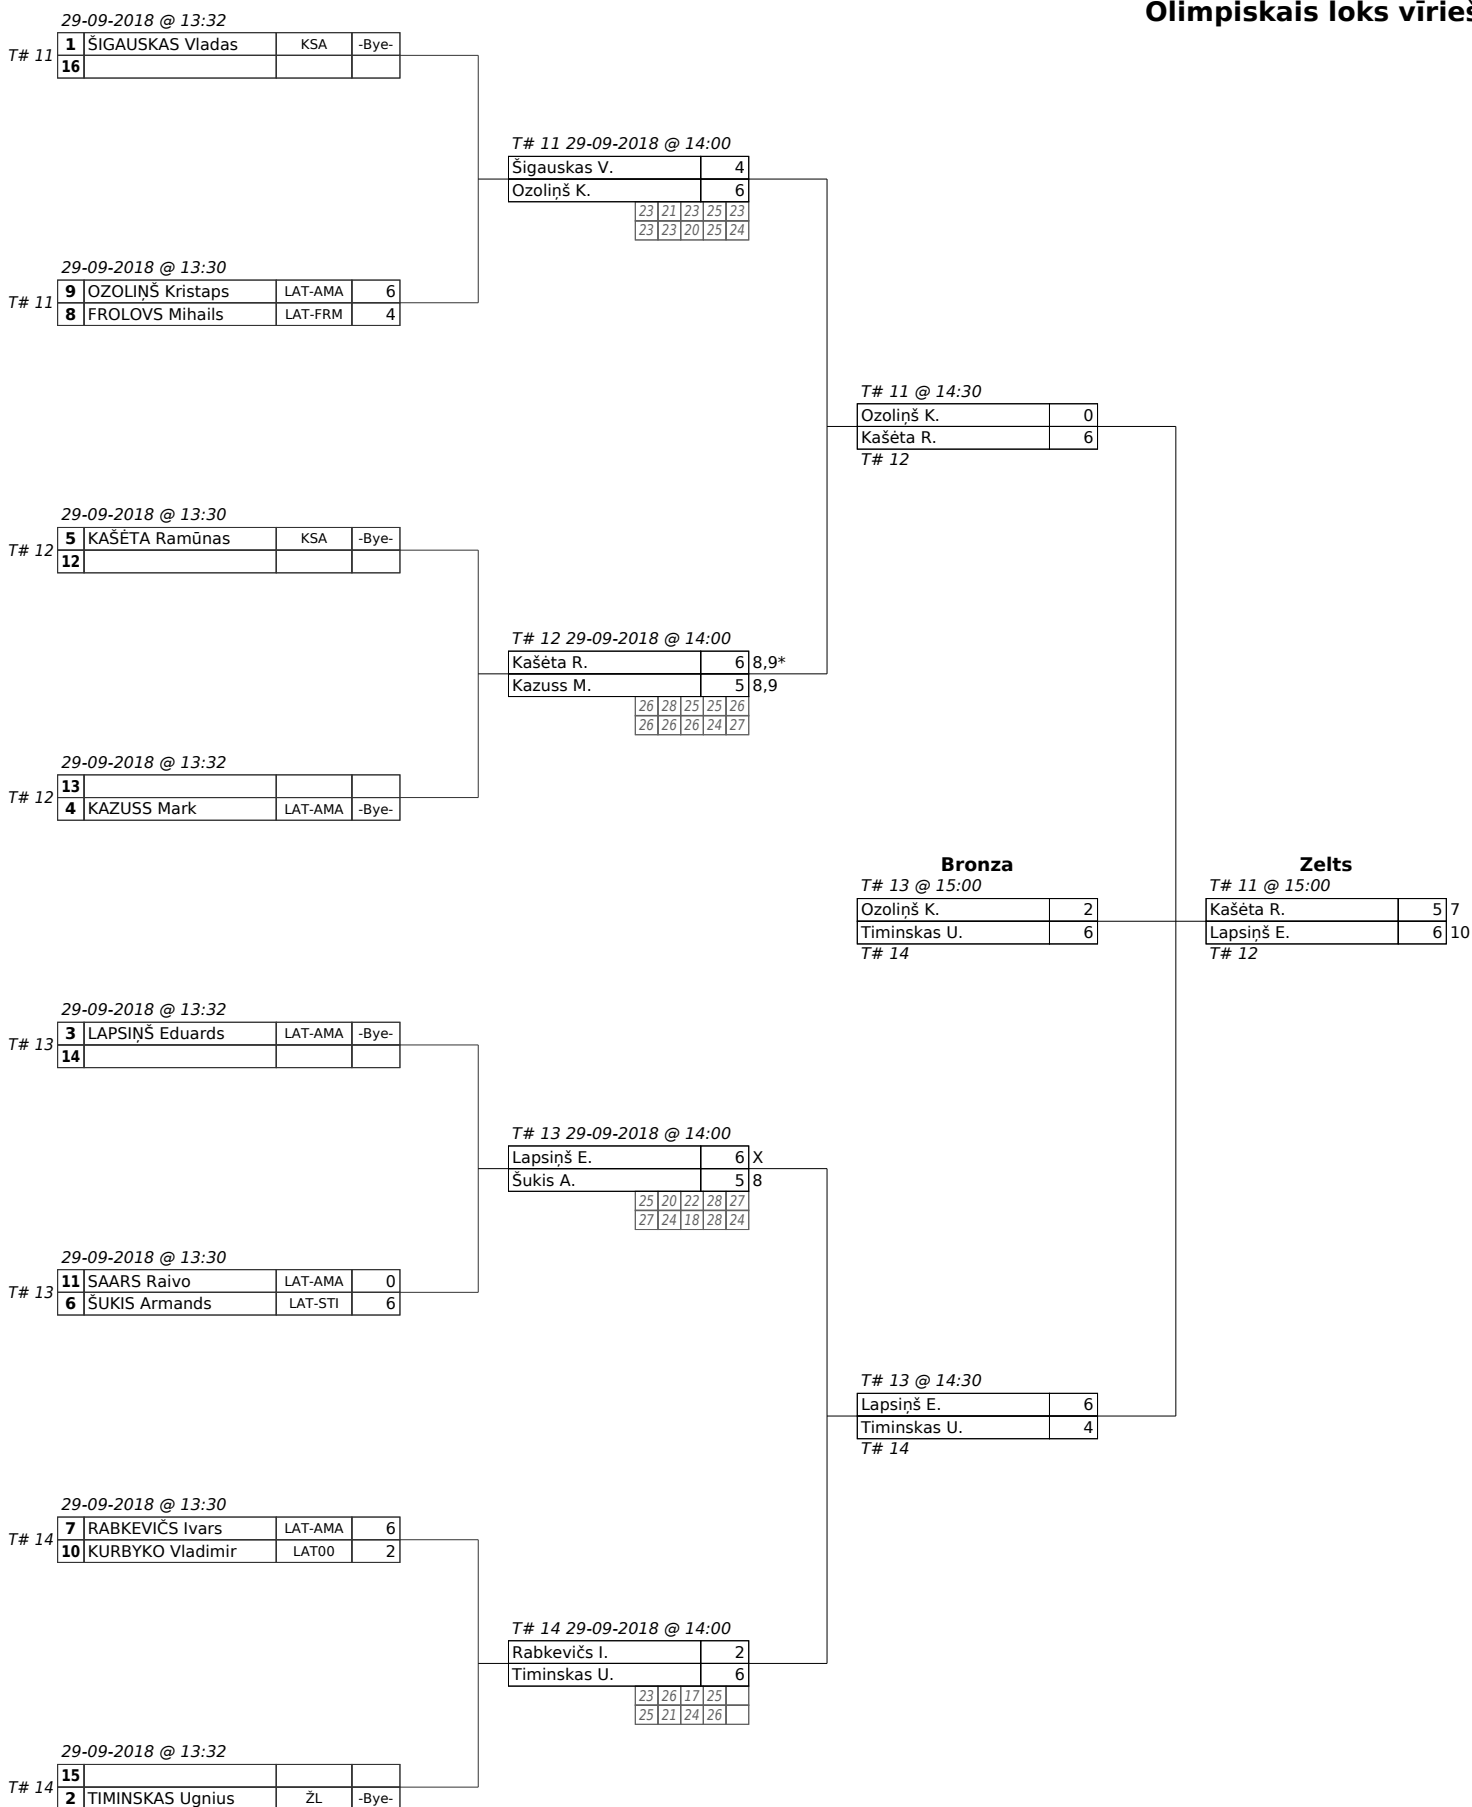 Olimpiskais loks
29-09-2018 @ 13:32
T# 11
1 ŠIGAUSKAS Vladas KSA -Bye-
16
T# 11 29-09-2018 @ 14:00
Šigauskas V. 4
Ozoliņš K. 6
23 21 23 25 23
23 23 20 25 24
29-09-2018 @ 13:30
T# 11
9 OZOLIŅŠ Kristaps LAT-AMA 6
8 FROLOVS Mihails LAT-FRM 4
T# 11 @ 14:30
Ozoliņš K. 0
Kašėta R. 6
T# 12
29-09-2018 @ 13:30
T# 12
5 KAŠĖTA Ramūnas KSA -Bye-
12
T# 12 29-09-2018 @ 14:00
Kašėta R. 6 8,9*
Kazuss M. 5 8,9
26 28 25 25 26
26 26 26 24 27
29-09-2018 @ 13:32
T# 12
13
4 KAZUSS Mark LAT-AMA -Bye-
Bronza
T# 13 @ 15:00
Ozoliņš K. 2
Timinskas U. 6
T# 14
Zelts
T# 11 @ 15:00
Kašėta R. 5 7
Lapsiņš E. 6 10
T# 12
29-09-2018 @ 13:32
T# 13
3 LAPSIŅŠ Eduards LAT-AMA -Bye-
14
T# 13 29-09-2018 @ 14:00
Lapsiņš E. 6 X
Šukis A. 5 8
25 20 22 28 27
27 24 18 28 24
29-09-2018 @ 13:30
T# 13
11 SAARS Raivo LAT-AMA 0
6 ŠUKIS Armands LAT-STI 6
T# 13 @ 14:30
Lapsiņš E. 6
Timinskas U. 4
T# 14
29-09-2018 @ 13:30
T# 14
7 RABKEVIČS Ivars LAT-AMA 6
10 KURBYKO Vladimir LAT00 2
T# 14 29-09-2018 @ 14:00
Rabkevičs I. 2
Timinskas U. 6
23 26 17 25
25 21 24 26
29-09-2018 @ 13:32
T# 14
15
2 TIMINSKAS Ugnius ŽL -Bye-